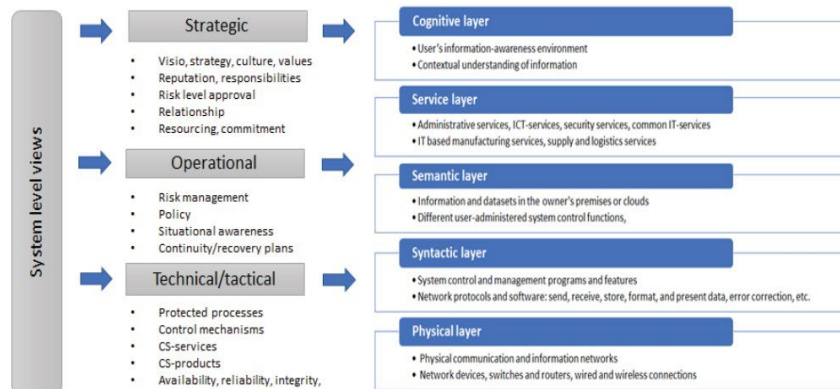 System level views
Strategic
• Visio, strategy, culture, values
• Reputation, responsibilities
• Risk level approval
• Relationship
• Resourcing, commitment
Operational
• Risk management
• Policy
• Situational awareness
• Continuity/recovery plans
Technical/tactical
• Protected processes
• Control mechanisms
• CS-services
• CS-products
• Availability, reliability, integrity,
Cognitive layer
• User's information-awareness environment
• Contextual understanding of information
Service layer
• Administrative services, ICT-services, security services, common IT-services
• IT based manufacturing services, supply and logistics services
Semantic layer
• Information and datasets in the owner's premises or clouds
• Different user-administered system control functions,
Syntactic layer
• System control and management programs and features
• Network protocols and software: send, receive, store, format, and present data, error correction, etc.
Physical layer
• Physical communication and information networks
• Network devices, switches and routers, wired and wireless connections